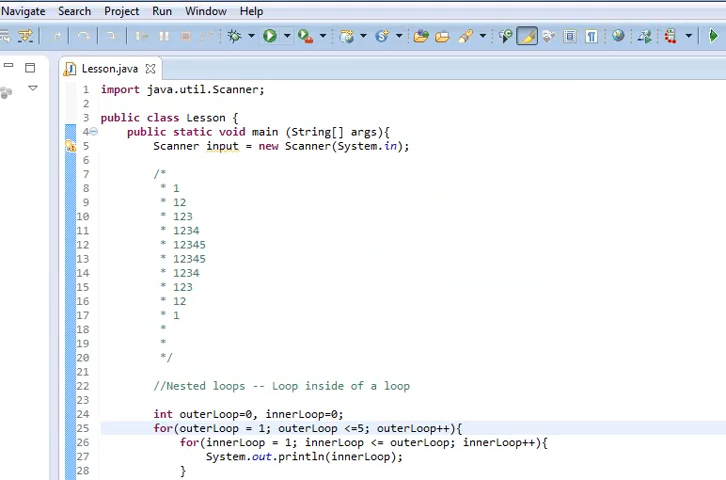 Navigate Search Project Run Window Help
Lesson.java
1 import java.util.Scanner;
2
3 public class Lesson {
4 public static void main (String[] args){
5 Scanner input = new Scanner(System.in);
6
7 /*
8 * 1
9 * 12
10 * 123
11 * 1234
12 * 12345
13 * 12345
14 * 1234
15 * 123
16 * 12
17 * 1
18 *
19 *
20 */
21
22 //Nested loops -- Loop inside of a loop
23
24 int outerLoop=0, innerLoop=0;
25 for(outerLoop = 1; outerLoop <=5; outerLoop++){
26 for(innerLoop = 1; innerLoop <= outerLoop; innerLoop++){
27 System.out.println(innerLoop);
28 }